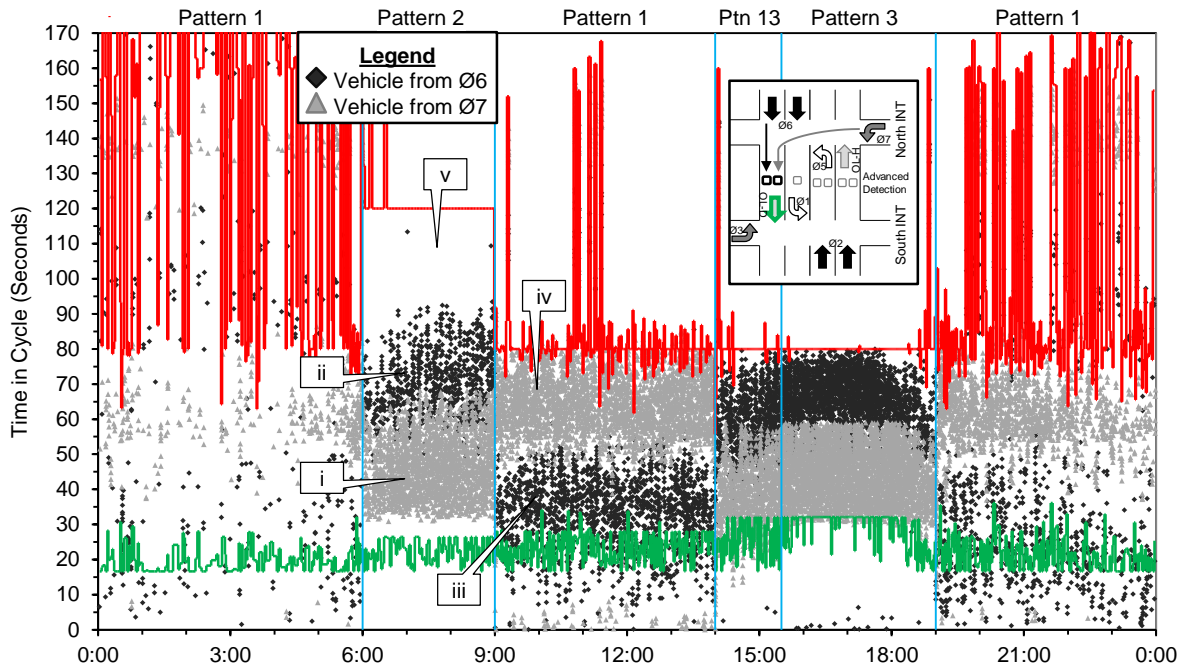 Pattern 1 Pattern 2 Pattern 1 Ptn 13 Pattern 3 Pattern 1
Legend
Vehicle from Ø6
Vehicle from Ø7
Time in Cycle (Seconds)
170
160
150
140
130
120
110
100
90
80
70
60
50
40
30
20
10
0
0:00 3:00 6:00 9:00 12:00 15:00 18:00 21:00 0:00
v
iv
ii
i
iii
Ø6
Ø7
North INT
Ø5
OL-H
Advanced
Detection
OL-D
Ø1
Ø3
Ø2
South INT